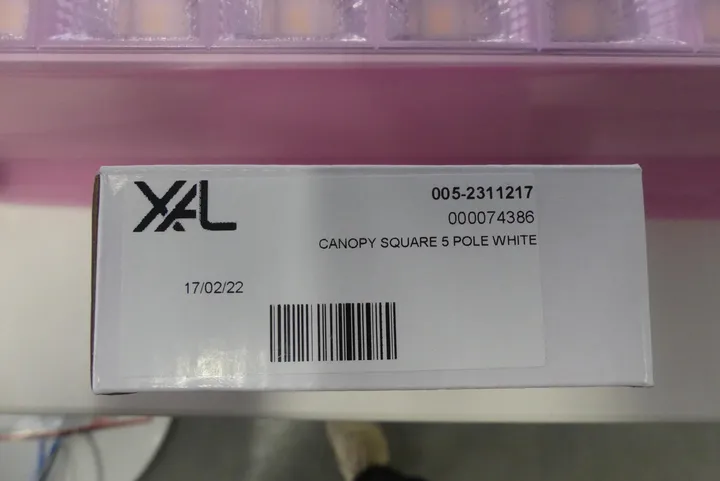 XAL
005-2311217
000074386
CANOPY SQUARE 5 POLE WHITE
17/02/22